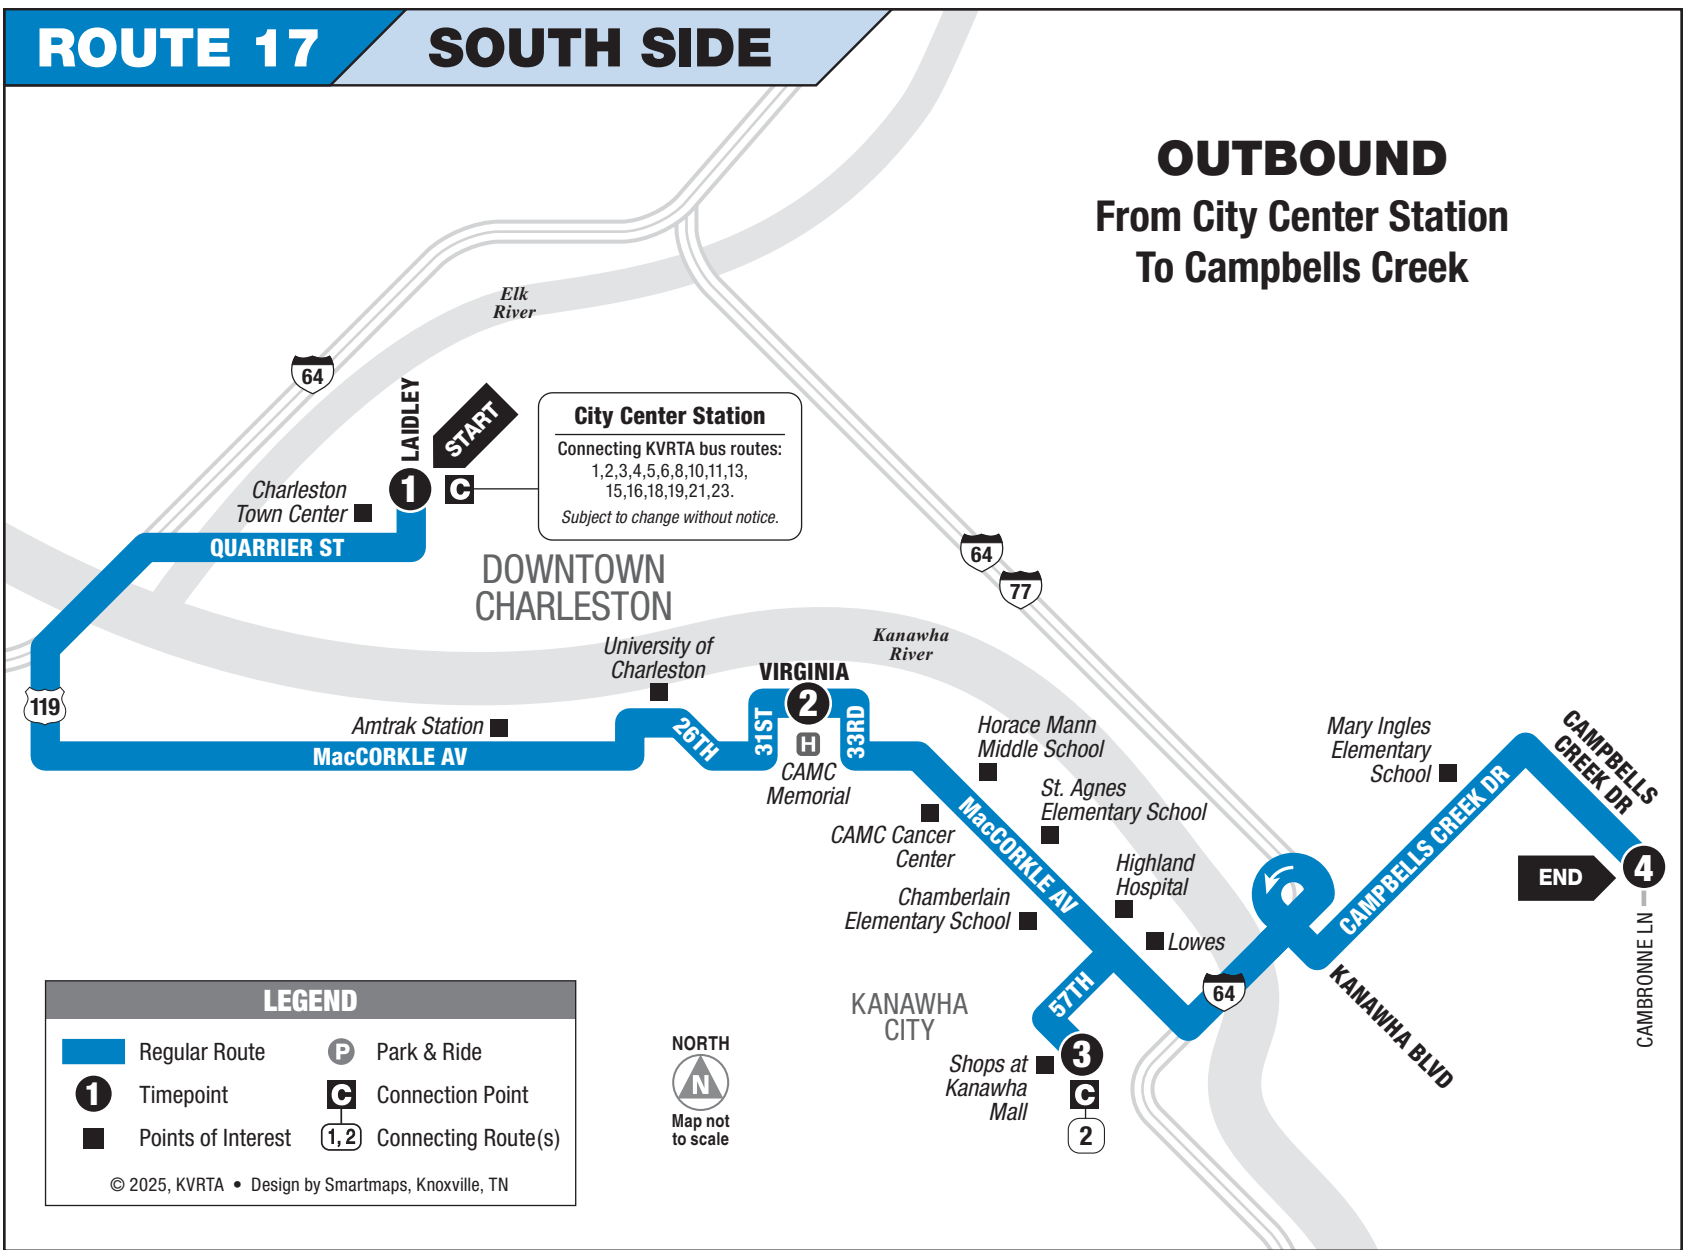 ROUTE 17
SOUTH SIDE
OUTBOUND
From City Center Station
To Campbells Creek
Elk
River
64
LAIDLEY
START
City Center Station
Connecting KVRTA bus routes:
1,2,3,4,5,6,8,10,11,13,
15,16,18,19,21,23.
Subject to change without notice.
1
C
Charleston
Town Center
QUARRIER ST
DOWNTOWN
CHARLESTON
64
77
Kanawha
River
University of
Charleston
119
Amtrak Station
MacCORKLE AV
26TH
31ST
VIRGINIA
2
33RD
H
CAMC
Memorial
Horace Mann
Middle School
St. Agnes
Elementary School
CAMC Cancer
Center
MacCORKLE AV
Highland
Hospital
Chamberlain
Elementary School
Lowes
Mary Ingles
Elementary
School
CAMPBELLS CREEK DR
CAMPBELLS
CREEK DR
END
4
CAMBRONNE LN
KANAWHA BLVD
64
57TH
KANAWHA
CITY
3
Shops at
Kanawha
Mall
C
2
LEGEND
Regular Route
P Park & Ride
1 Timepoint
C Connection Point
Points of Interest
1, 2 Connecting Route(s)
© 2025, KVRTA • Design by Smartmaps, Knoxville, TN
NORTH
N
Map not
to scale